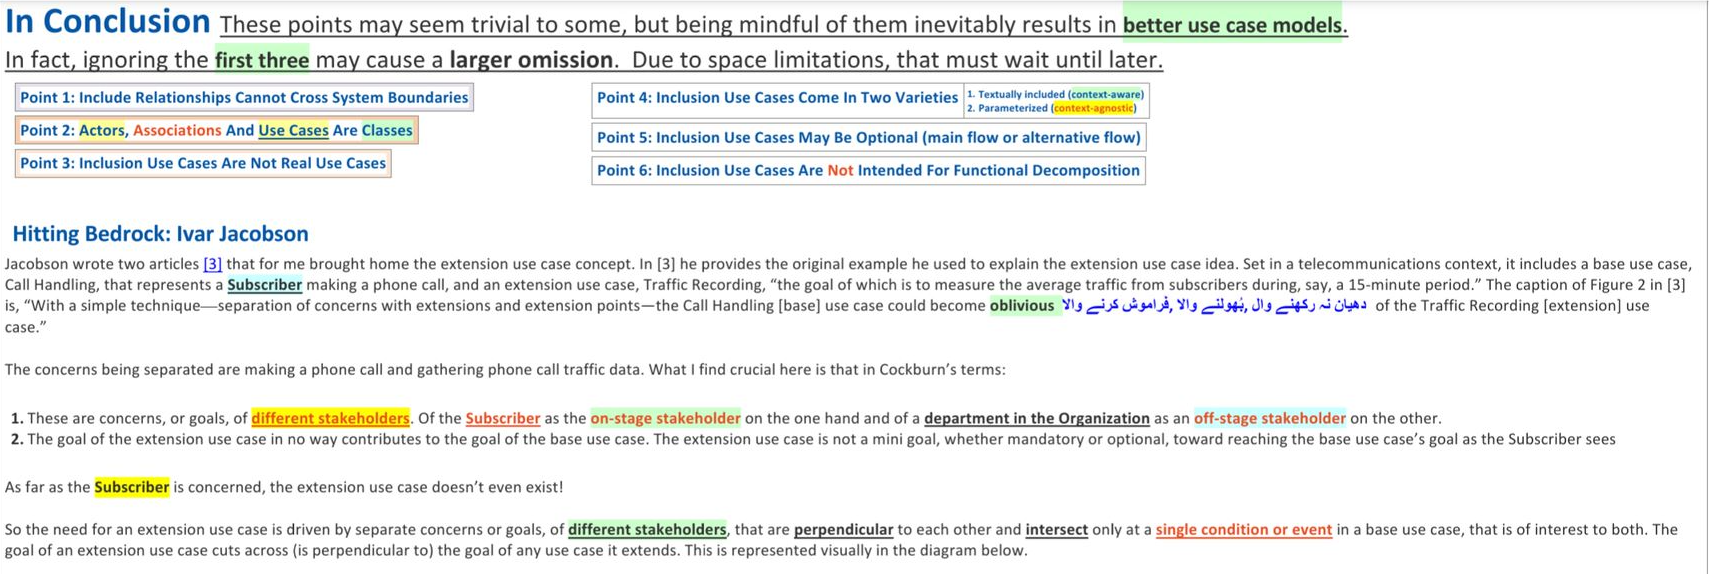 In Conclusion These points may seem trivial to some, but being mindful of them inevitably results in better use case models.
In fact, ignoring the first three may cause a larger omission.  Due to space limitations, that must wait until later.
Point 1: Include Relationships Cannot Cross System Boundaries
Point 2: Actors, Associations And Use Cases Are Classes
Point 3: Inclusion Use Cases Are Not Real Use Cases
Point 4: Inclusion Use Cases Come In Two Varieties
1. Textually included (context-aware)
2. Parameterized (context-agnostic)
Point 5: Inclusion Use Cases May Be Optional (main flow or alternative flow)
Point 6: Inclusion Use Cases Are Not Intended For Functional Decomposition
Hitting Bedrock: Ivar Jacobson
Jacobson wrote two articles [3] that for me brought home the extension use case concept. In [3] he provides the original example he used to explain the extension use case idea. Set in a telecommunications context, it includes a base use case,
Call Handling, that represents a Subscriber making a phone call, and an extension use case, Traffic Recording, “the goal of which is to measure the average traffic from subscribers during, say, a 15-minute period.” The caption of Figure 2 in [3]
is, “With a simple technique—separation of concerns with extensions and extension points—the Call Handling [base] use case could become oblivious دھیان نہ رکھنے وال ,بُھولنے والا ,فراموش کرنے والا of the Traffic Recording [extension] use
case.”
The concerns being separated are making a phone call and gathering phone call traffic data. What I find crucial here is that in Cockburn’s terms:
1. These are concerns, or goals, of different stakeholders. Of the Subscriber as the on-stage stakeholder on the one hand and of a department in the Organization as an off-stage stakeholder on the other.
2. The goal of the extension use case in no way contributes to the goal of the base use case. The extension use case is not a mini goal, whether mandatory or optional, toward reaching the base use case’s goal as the Subscriber sees
As far as the Subscriber is concerned, the extension use case doesn’t even exist!
So the need for an extension use case is driven by separate concerns or goals, of different stakeholders, that are perpendicular to each other and intersect only at a single condition or event in a base use case, that is of interest to both. The
goal of an extension use case cuts across (is perpendicular to) the goal of any use case it extends. This is represented visually in the diagram below.